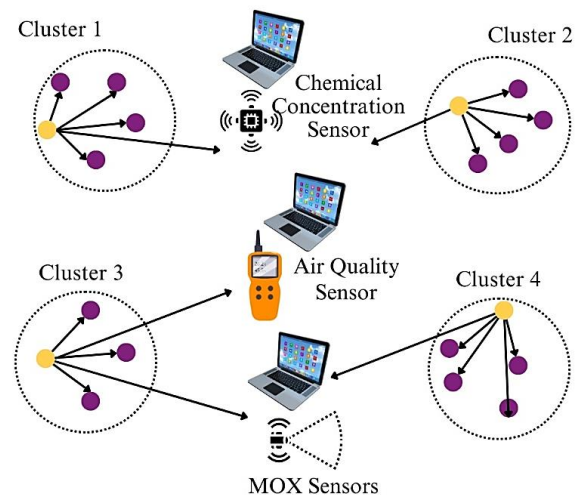 Cluster 1
Cluster 2
Chemical
Concentration
Sensor
Cluster 3
Air Quality
Sensor
Cluster 4
MOX Sensors